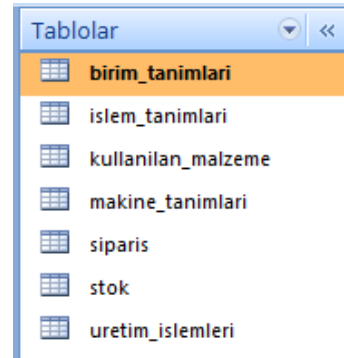 Tablolar
birim_tanimlari
islem_tanimlari
kullanilan_malzeme
makine_tanimlari
siparis
stok
uretim_islemleri